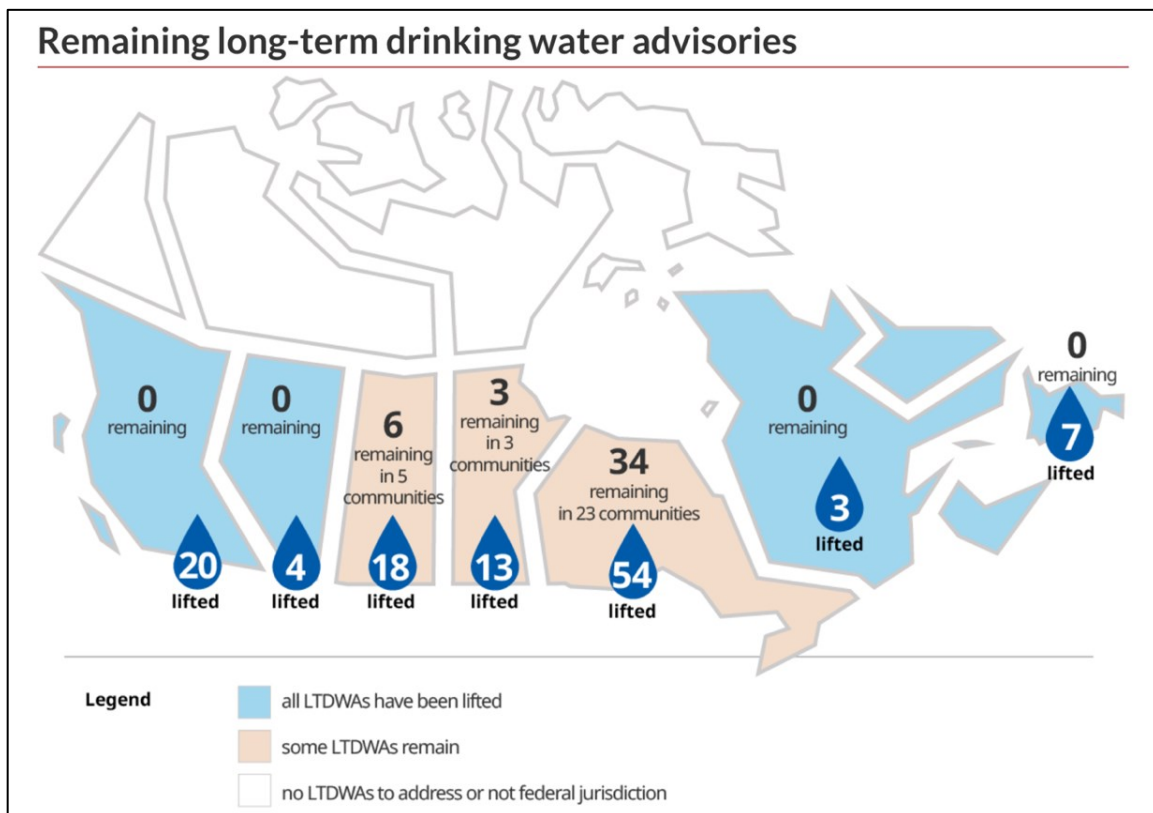 Remaining long-term drinking water advisories
0
remaining
20
lifted
0
remaining
4
lifted
6
remaining
in 5
communities
18
lifted
3
remaining
in 3
communities
13
lifted
34
remaining
in 23 communities
54
lifted
0
remaining
3
lifted
0
remaining
7
lifted
Legend
all LTDWAs have been lifted
some LTDWAs remain
no LTDWAs to address or not federal jurisdiction